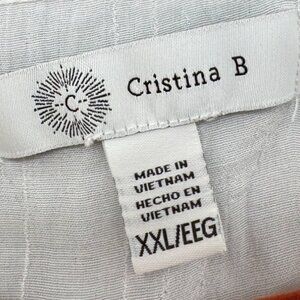 -C-
Cristina B
MADE IN
VIETNAM
HECHO EN
VIETNAM
XXL/EEG